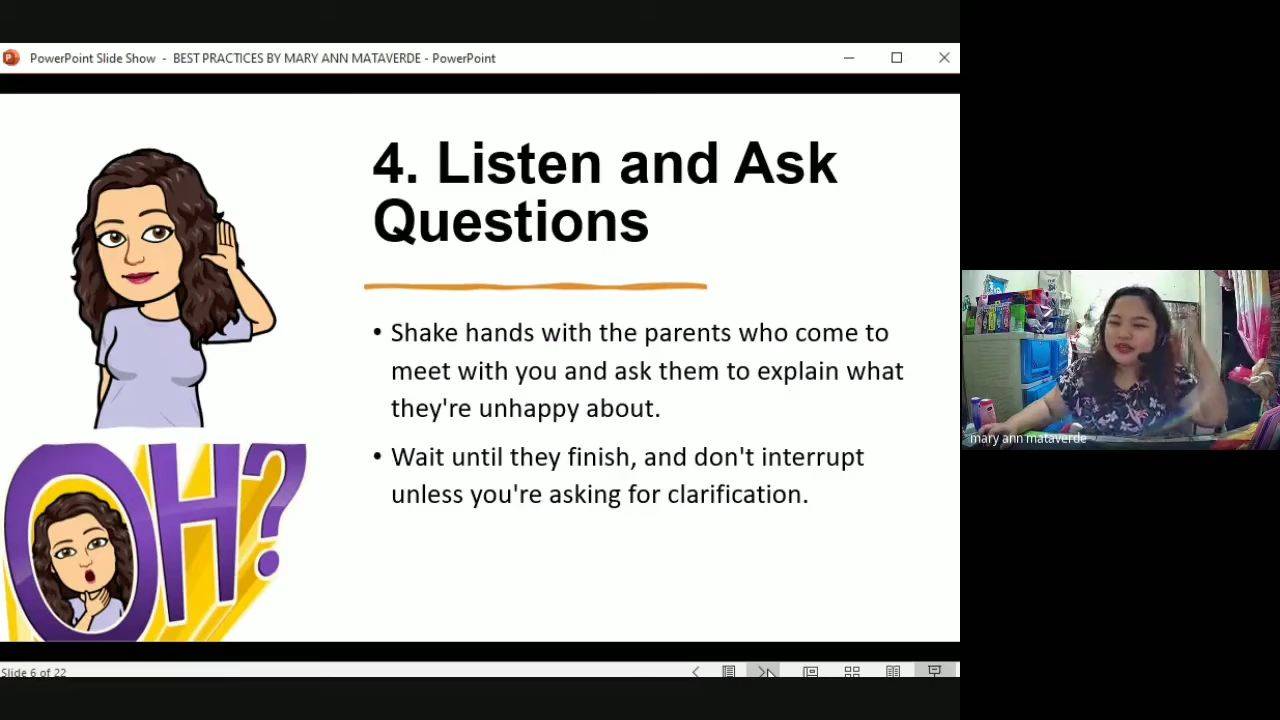 PowerPoint Slide Show - BEST PRACTICES BY MARY ANN MATAVERDE - PowerPoint
4. Listen and Ask
Questions
• Shake hands with the parents who come to
meet with you and ask them to explain what
they're unhappy about.
• Wait until they finish, and don't interrupt
unless you're asking for clarification.
OH?
mary ann mataverde
Slide 6 of 22